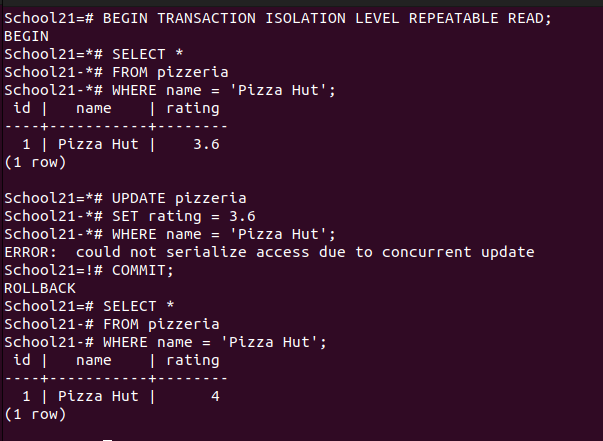 School21=# BEGIN TRANSACTION ISOLATION LEVEL REPEATABLE READ;
BEGIN
School21=*# SELECT *
School21-*# FROM pizzeria
School21-*# WHERE name = 'Pizza Hut';
 id |   name    | rating
----+-----------+--------
  1 | Pizza Hut |    3.6
(1 row)

School21=*# UPDATE pizzeria
School21-*# SET rating = 3.6
School21-*# WHERE name = 'Pizza Hut';
ERROR:  could not serialize access due to concurrent update
School21=!# COMMIT;
ROLLBACK
School21=# SELECT *
School21-# FROM pizzeria
School21-# WHERE name = 'Pizza Hut';
 id |   name    | rating
----+-----------+--------
  1 | Pizza Hut |      4
(1 row)